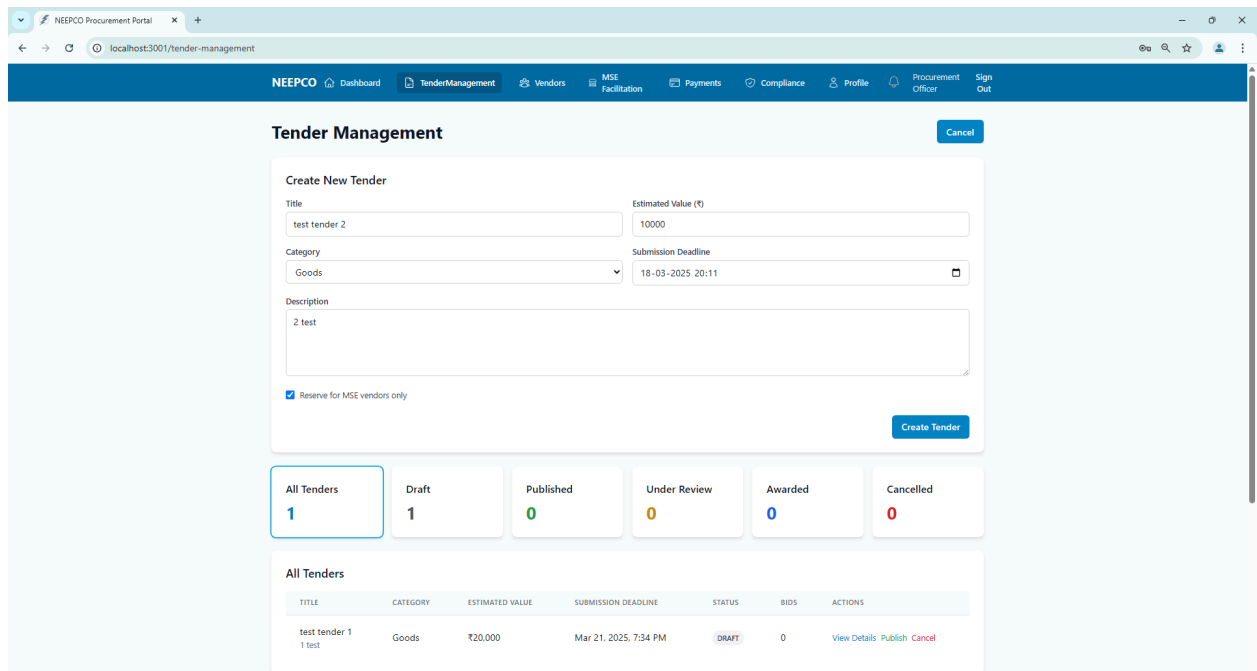 NEEPCO Procurement Portal
localhost:3001/tender-management
NEEPCO Dashboard TenderManagement Vendors MSE Facilitation Payments Compliance Profile Procurement Officer Sign Out
Tender Management
Cancel
Create New Tender
Title
Estimated Value (₹)
test tender 2
10000
Category
Submission Deadline
Goods
18-03-2025 20:11
Description
2 test
Reserve for MSE vendors only
Create Tender
All Tenders Draft Published Under Review Awarded Cancelled
1 1 0 0 0 0
All Tenders
TITLE CATEGORY ESTIMATED VALUE SUBMISSION DEADLINE STATUS BIDS ACTIONS
test tender 1 Goods ₹20,000 Mar 21, 2025, 7:34 PM DRAFT 0 View Details Publish Cancel
1 test